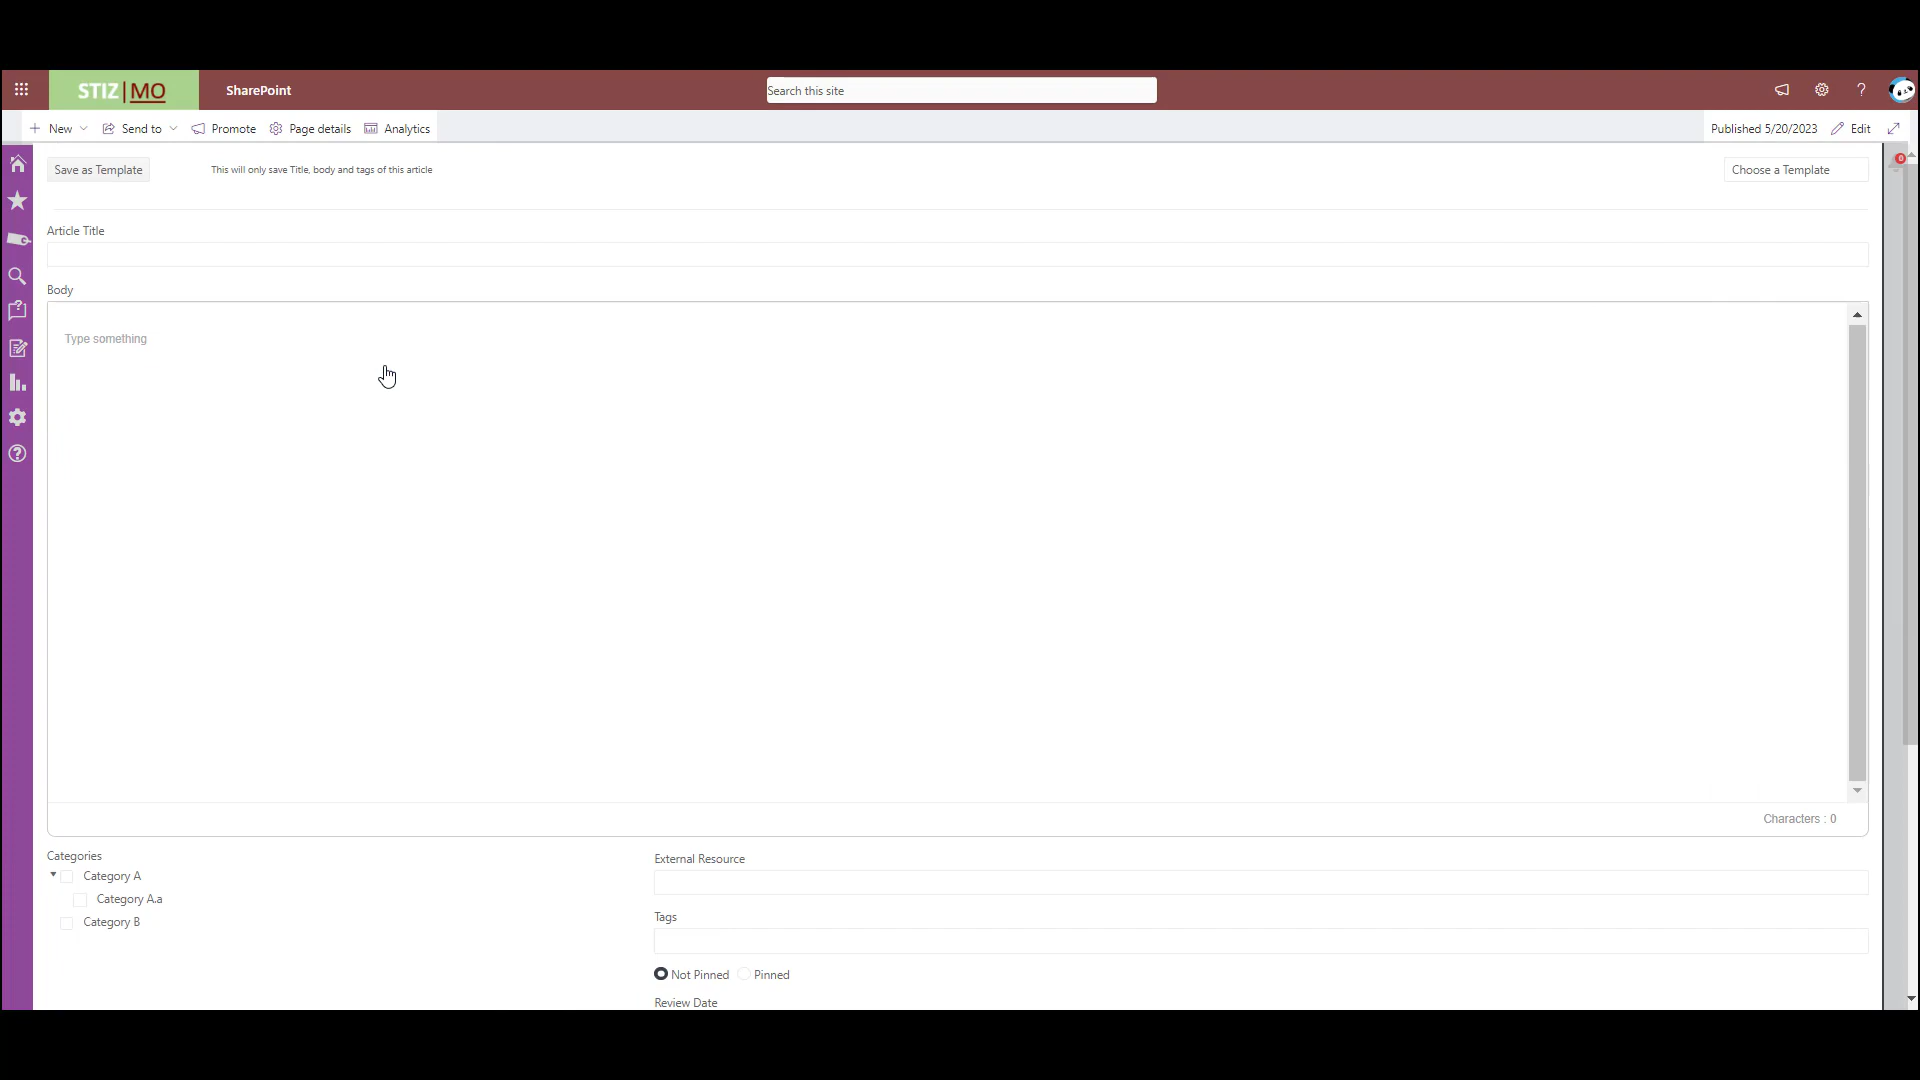 STIZ|MO
SharePoint
Search this site
?
New
Send to
Promote
Page details
Analytics
Published 5/20/2023
Edit
Save as Template
This will only save Title, body and tags of this article
Choose a Template
0
Article Title
Body
Type something
Characters : 0
Categories
Category A
Category A.a
Category B
External Resource
Tags
Not Pinned
Pinned
Review Date